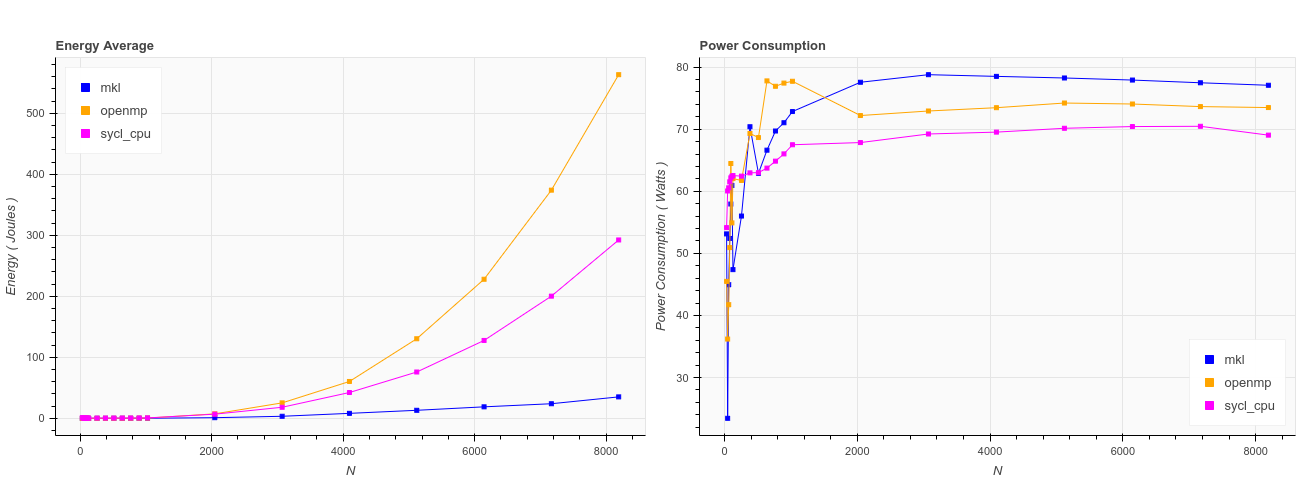 Energy Average
Energy ( Joules )
500
400
300
200
100
0
mkl
openmp
sycl_cpu
0 2000 4000 6000 8000
N
Power Consumption
Power Consumption ( Watts )
80
70
60
50
40
30
mkl
openmp
sycl_cpu
0 2000 4000 6000 8000
N